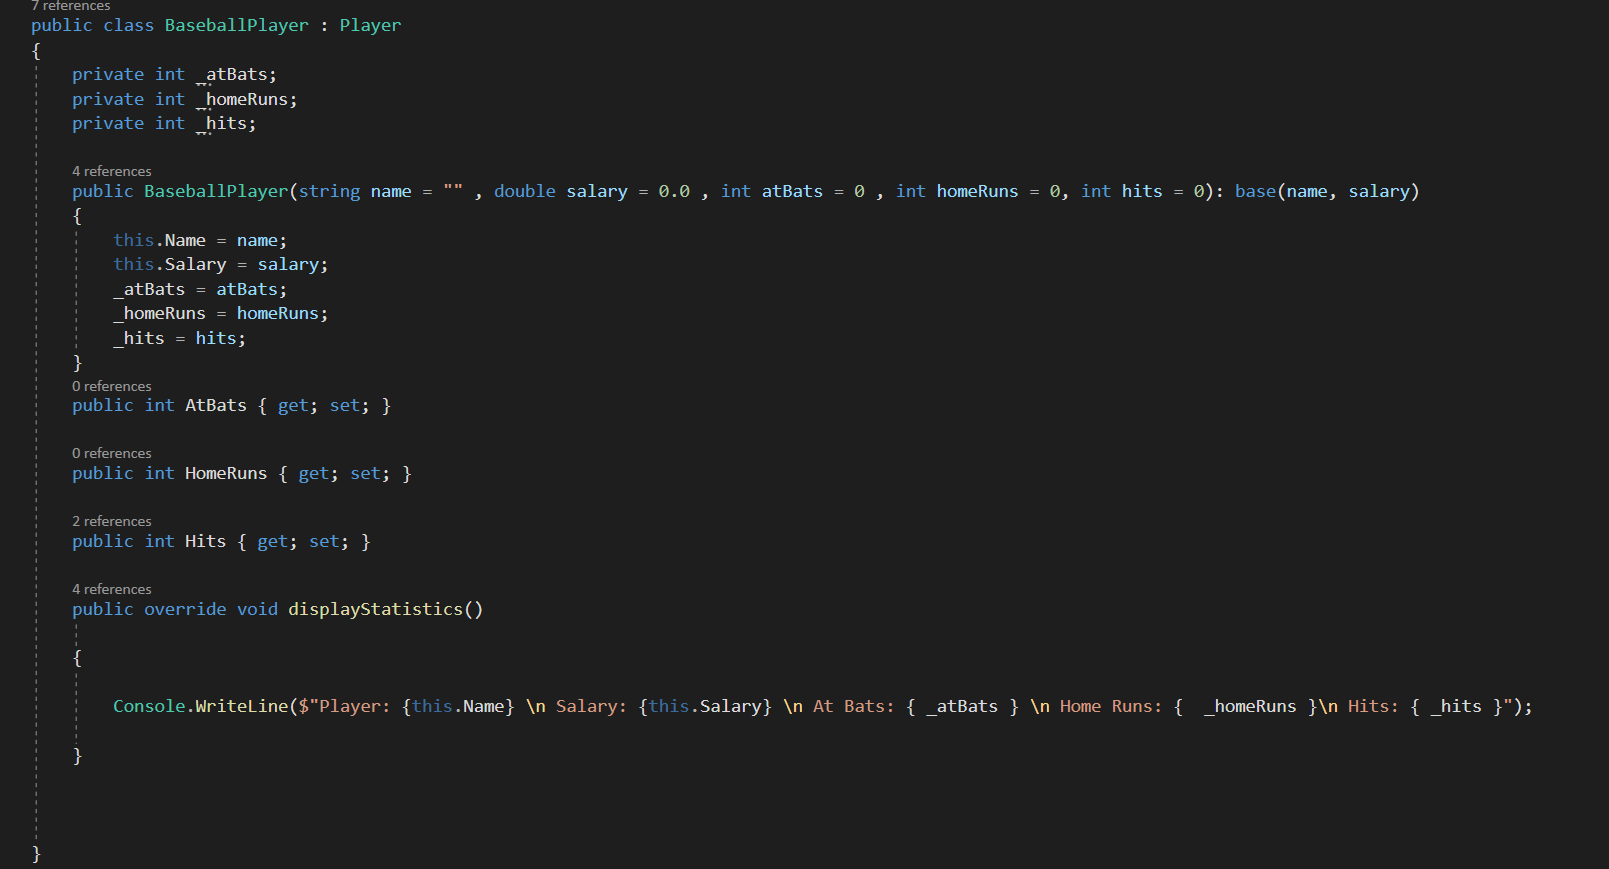 7 references
public class BaseballPlayer : Player
{
private int _atBats;
private int _homeRuns;
private int _hits;
4 references
public BaseballPlayer(string name = "" , double salary = 0.0 , int atBats = 0 , int homeRuns = 0, int hits = 0): base(name, salary)
{
this.Name = name;
this.Salary = salary;
_atBats = atBats;
_homeRuns = homeRuns;
_hits = hits;
}
0 references
public int AtBats { get; set; }
0 references
public int HomeRuns { get; set; }
2 references
public int Hits { get; set; }
4 references
public override void displayStatistics()
{
Console.WriteLine($"Player: {this.Name} \n Salary: {this.Salary} \n At Bats: { _atBats } \n Home Runs: {  _homeRuns }\n Hits: { _hits }");
}
}